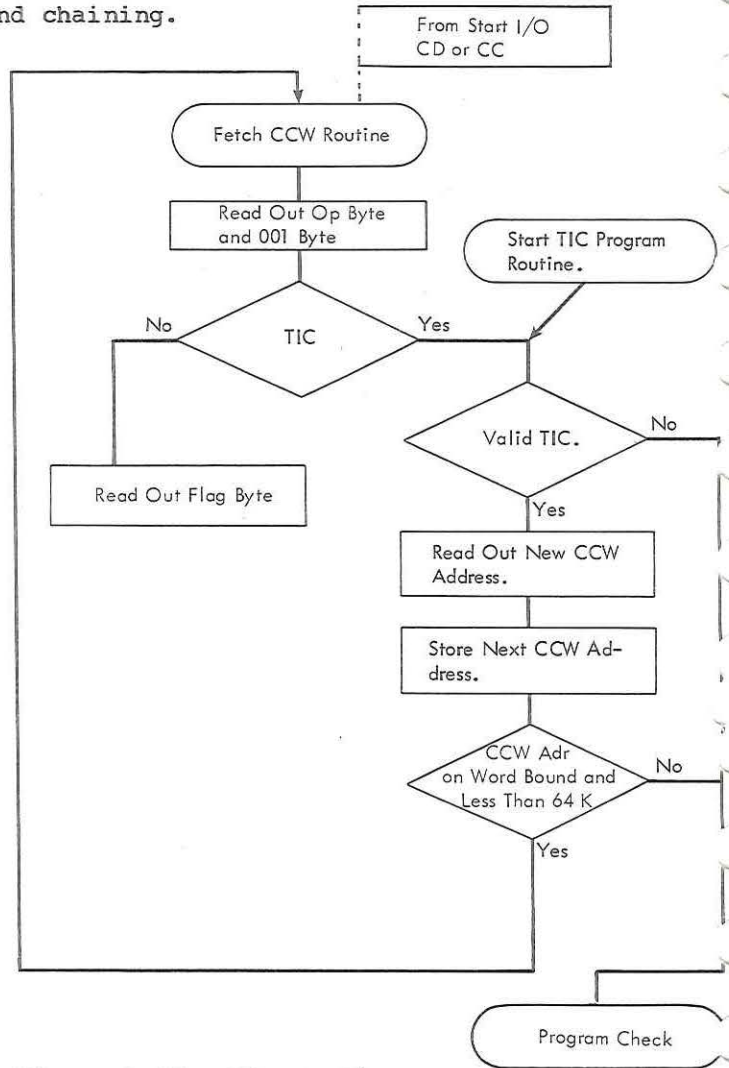 nd chaining.
From Start I/O
CD or CC
Fetch CCW Routine
Read Out Op Byte
and 001 Byte
Start TIC Program
Routine.
No
TIC
Yes
Valid TIC.
No
Read Out Flag Byte
Yes
Read Out New CCW
Address.
Store Next CCW Ad-
dress.
CCW Adr
on Word Bound and
Less Than 64 K
No
Yes
Program Check